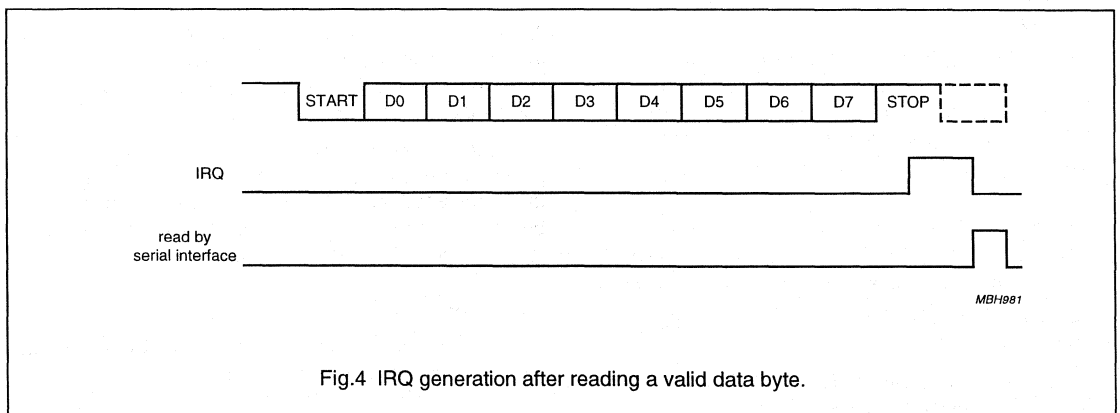 START D0 D1 D2 D3 D4 D5 D6 D7 STOP
IRQ
read by
serial interface
MBH981
Fig.4 IRQ generation after reading a valid data byte.